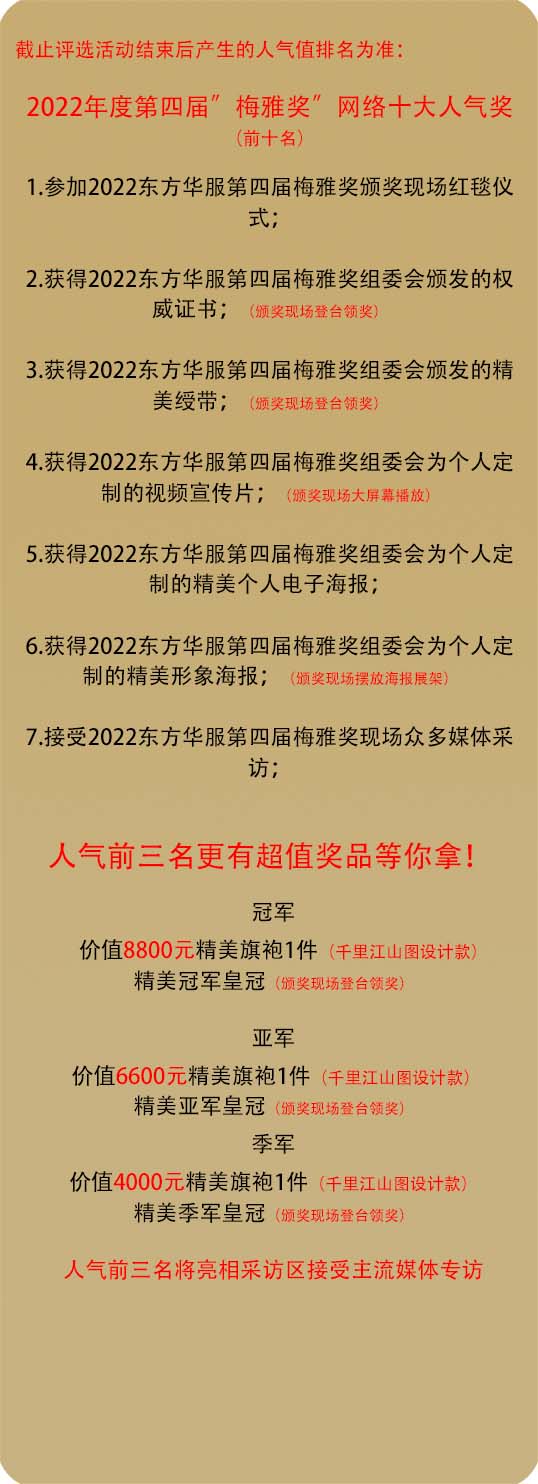 截止评选活动结束后产生的人气值排名为准：
2022年度第四届”梅雅奖”网络十大人气奖
（前十名）
1.参加2022东方华服第四届梅雅奖颁奖现场红毯仪
式；
2.获得2022东方华服第四届梅雅奖组委会颁发的权
威证书；（颁奖现场登台领奖）
3.获得2022东方华服第四届梅雅奖组委会颁发的精
美绶带；（颁奖现场登台领奖）
4.获得2022东方华服第四届梅雅奖组委会为个人定
制的视频宣传片；（颁奖现场大屏幕播放）
5.获得2022东方华服第四届梅雅奖组委会为个人定
制的精美个人电子海报；
6.获得2022东方华服第四届梅雅奖组委会为个人定
制的精美形象海报；（颁奖现场摆放海报展架）
7.接受2022东方华服第四届梅雅奖现场众多媒体采
访；
人气前三名更有超值奖品等你拿！
冠军
价值8800元精美旗袍1件（千里江山图设计款）
精美冠军皇冠（颁奖现场登台领奖）
亚军
价值6600元精美旗袍1件（千里江山图设计款）
精美亚军皇冠（颁奖现场登台领奖）
季军
价值4000元精美旗袍1件（千里江山图设计款）
精美季军皇冠（颁奖现场登台领奖）
人气前三名将亮相采访区接受主流媒体专访